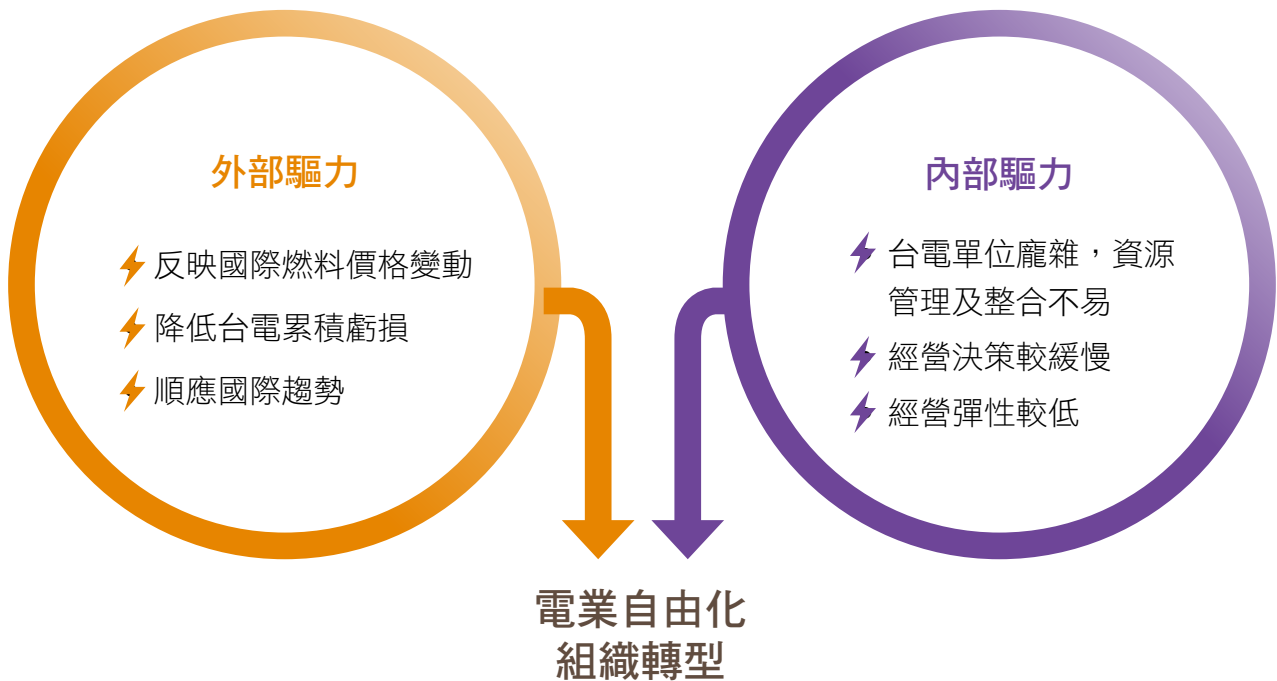 外部驅力
反映國際燃料價格變動
降低台電累積虧損
順應國際趨勢
內部驅力
台電單位龐雜，資源
管理及整合不易
經營決策較緩慢
經營彈性較低
電業自由化
組織轉型